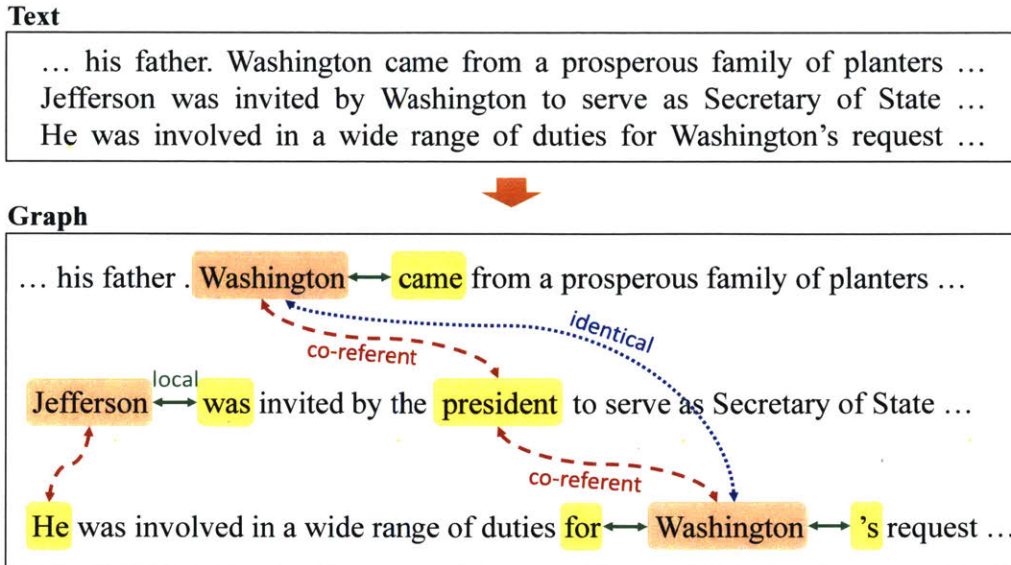 Text
... his father. Washington came from a prosperous family of planters ...
Jefferson was invited by Washington to serve as Secretary of State ...
He was involved in a wide range of duties for Washington's request ...
Graph
... his father . Washington came from a prosperous family of planters ...
identical
co-referent
local
Jefferson was invited by the president to serve as Secretary of State ...
co-referent
He was involved in a wide range of duties for Washington 's request ...